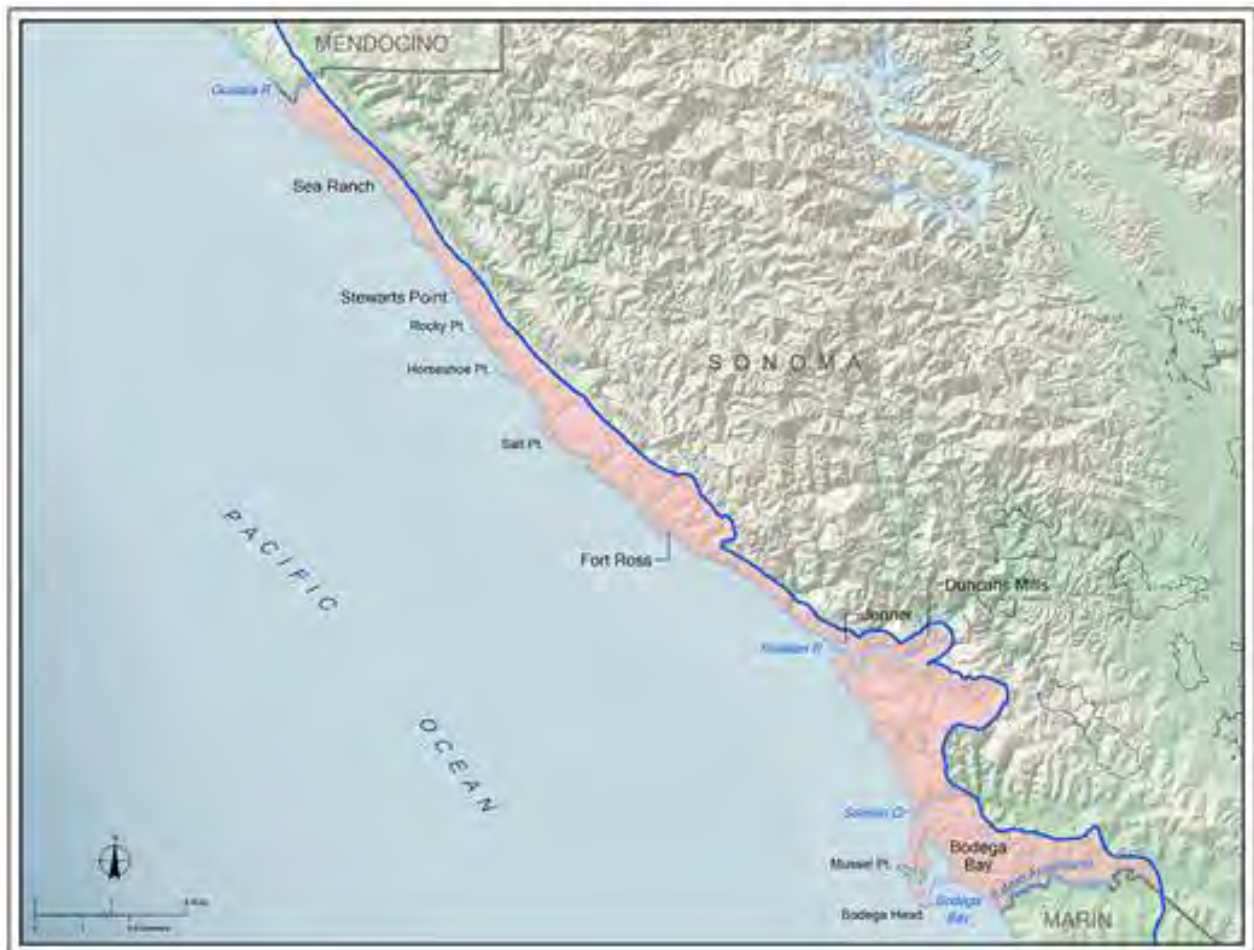 MENDOCINO
Gualala R.
Sea Ranch
Stewarts Point
Rocky Pt.
Horseshoe Pt.
SONOMA
Salt Pt.
PACIFIC
Fort Ross
Duncans Mills
Jenner
Russian R.
OCEAN
Salmon Cr
Bodega
Bay
Mussel Pt.
Bodega
Bay
Bodega Head
MARIN
N